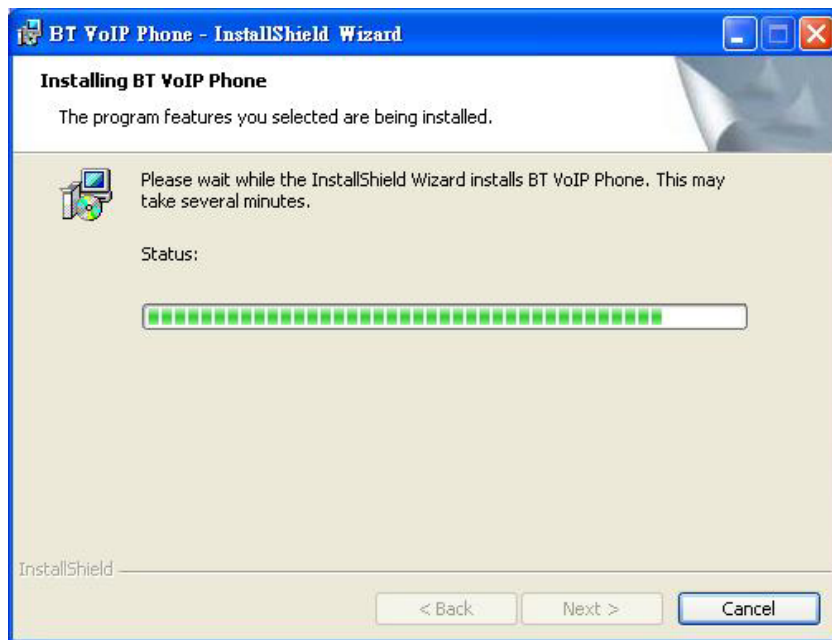 BT VoIP Phone - InstallShield Wizard
Installing BT VoIP Phone
The program features you selected are being installed.
Please wait while the InstallShield Wizard installs BT VoIP Phone. This may
take several minutes.
Status:
InstallShield
< Back
Next >
Cancel